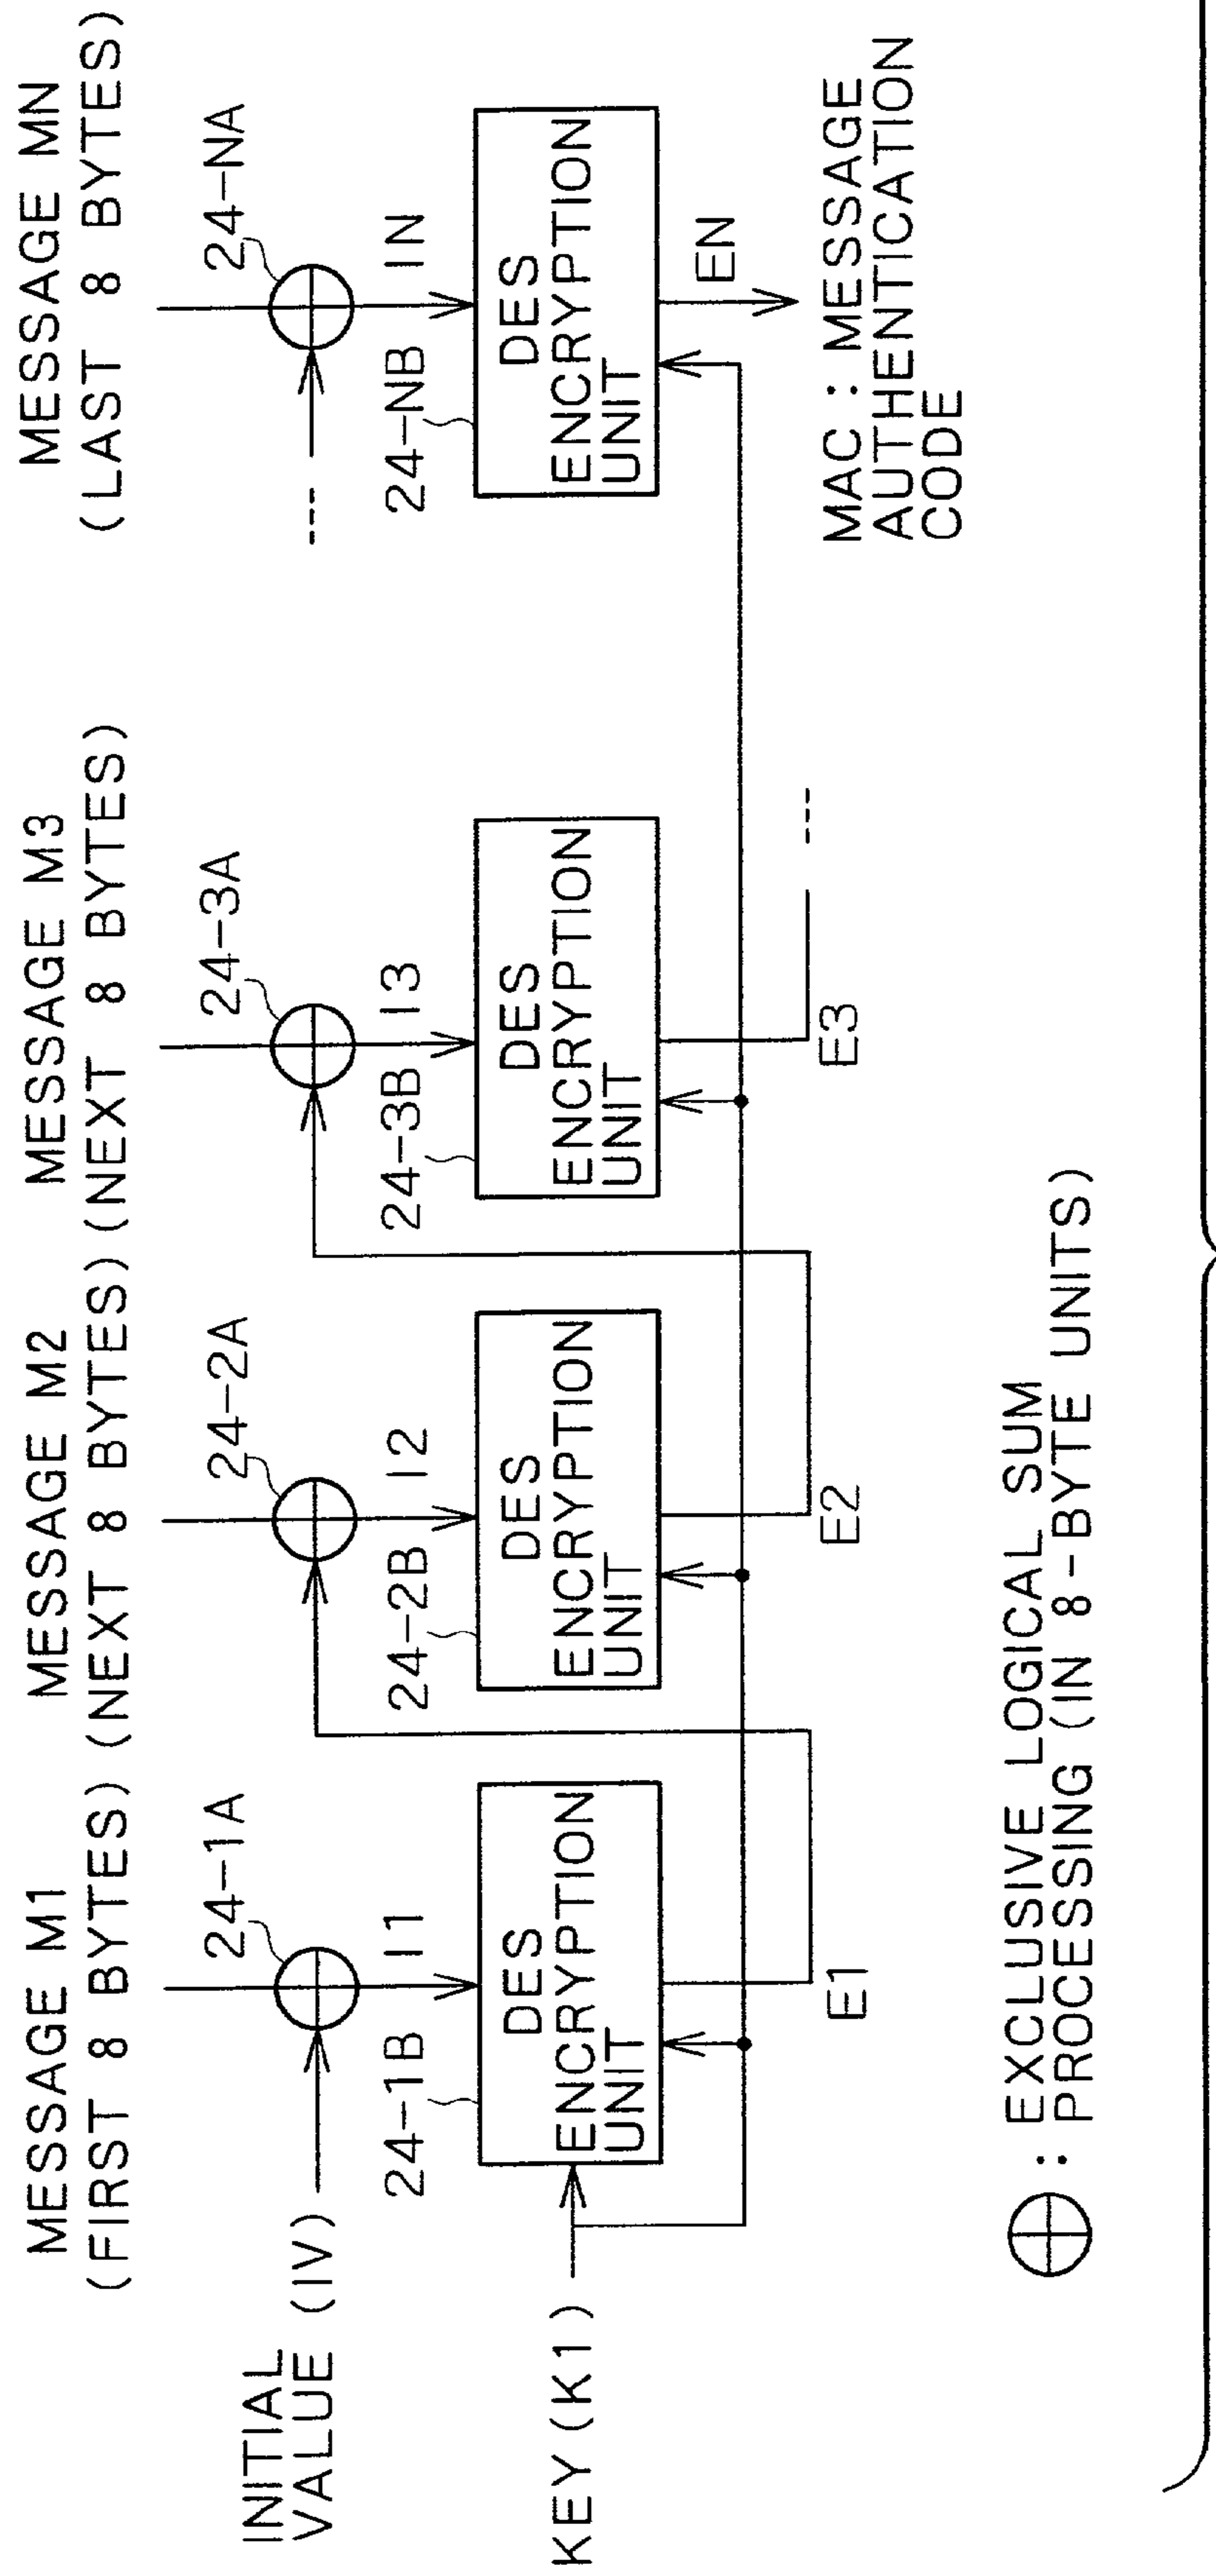 MESSAGE M1
(FIRST 8 BYTES)
MESSAGE M2
(NEXT 8 BYTES)
MESSAGE M3
(NEXT 8 BYTES)
MESSAGE MN
(LAST 8 BYTES)
24-1A
24-2A
24-3A
24-NA
INITIAL
VALUE (IV)
---
24-1B
I1
24-2B
I2
24-3B
I3
24-NB
IN
KEY (K1)
DES
ENCRYPTION
UNIT
DES
ENCRYPTION
UNIT
DES
ENCRYPTION
UNIT
DES
ENCRYPTION
UNIT
EN
E1
E2
E3
---
MAC : MESSAGE
AUTHENTICATION
CODE
: EXCLUSIVE LOGICAL SUM
PROCESSING (IN 8-BYTE UNITS)